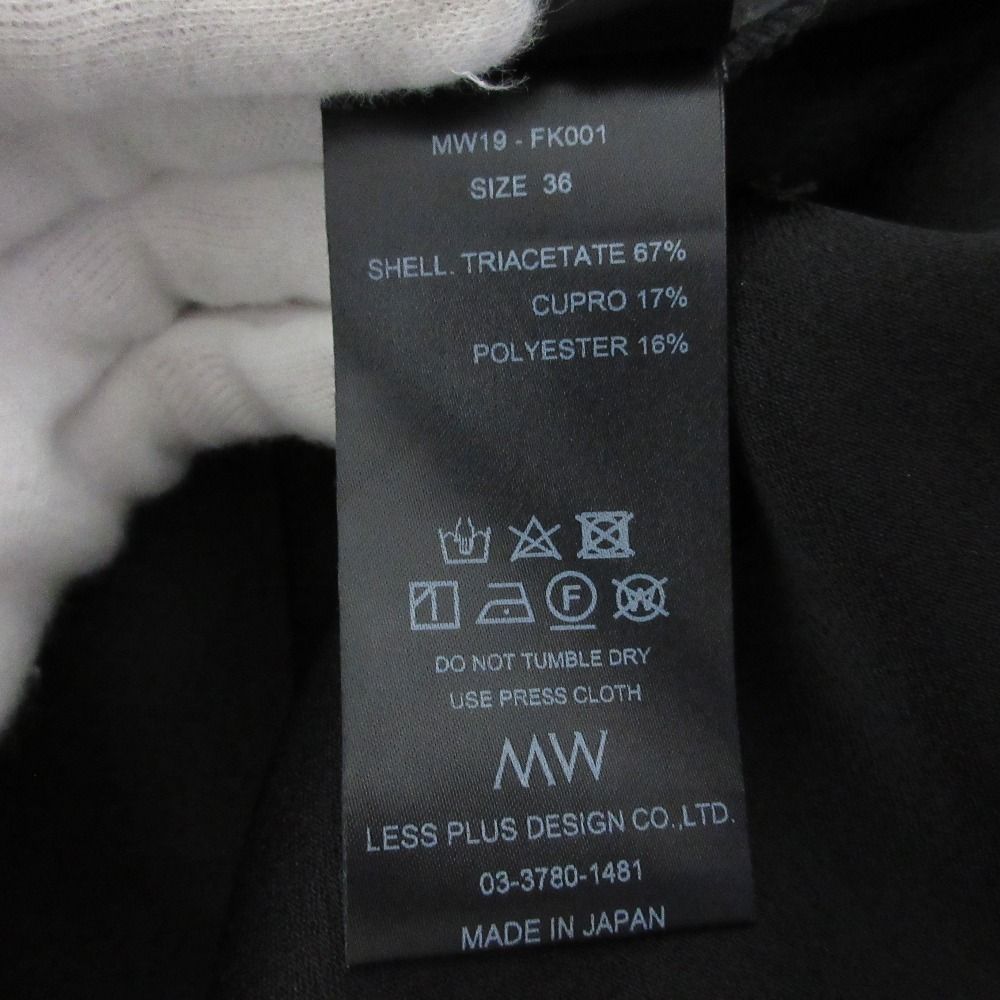 MW19 - FK001
SIZE 36
SHELL. TRIACETATE 67%
CUPRO 17%
POLYESTER 16%
F W
DO NOT TUMBLE DRY
USE PRESS CLOTH
MW
LESS PLUS DESIGN CO.,LTD.
03-3780-1481
MADE IN JAPAN